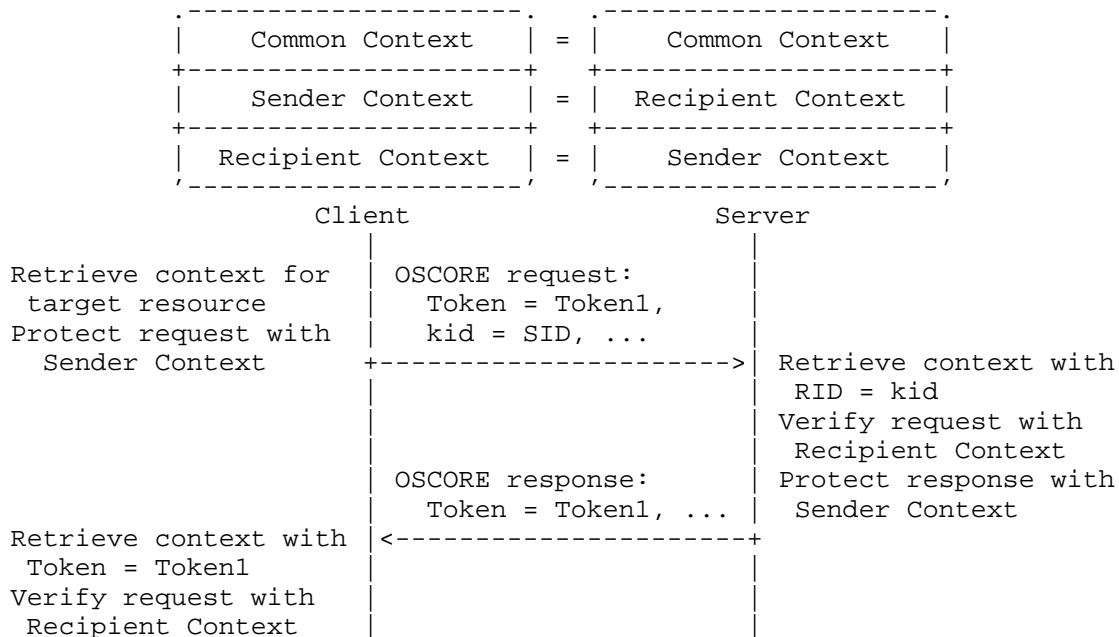 .---------------------.   .---------------------.
|    Common Context   | = |    Common Context   |
+---------------------+   +---------------------+
|    Sender Context   | = |  Recipient Context  |
+---------------------+   +---------------------+
|  Recipient Context  | = |    Sender Context   |
'---------------------'   '---------------------'
Client                   Server
|                       |
Retrieve context for  | OSCORE request:       |
target resource      |   Token = Token1,     |
Protect request with  |   kid = SID, ...      |
Sender Context      +---------------------->| Retrieve context with
|                       |  RID = kid
|                       | Verify request with
|                       |  Recipient Context
| OSCORE response:      | Protect response with
|   Token = Token1, ... |  Sender Context
Retrieve context with |<----------------------+
Token = Token1       |                       |
Verify request with   |                       |
Recipient Context    |                       |